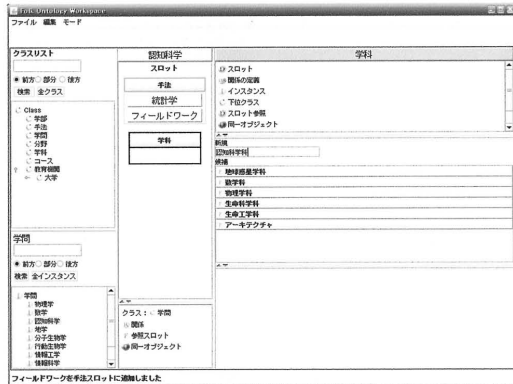 Folk Ontology Workspace
ファイル 編集 モード
クラスリスト
前方 部分 後方
検索 全クラス
Class
学部
手法
学問
分野
学科
コース
教育機関
大学
学問
前方 部分 後方
検索 全インスタンス
学問
物理学
数学
認知科学
地学
分子生物学
行動生物学
情報工学
情報科学
認知科学
スロット
手法
統計学
フィールドワーク
学科
クラス: 学問
関係
参照スロット
同一オブジェクト
学科
スロット
関係の定義
インスタンス
下位クラス
スロット参照
同一オブジェクト
新規
認知科学科
候補
地球惑星学科
数学科
物理学科
生命科学科
生命工学科
アーキテクチャ
フィールドワークを手法スロットに追加しました